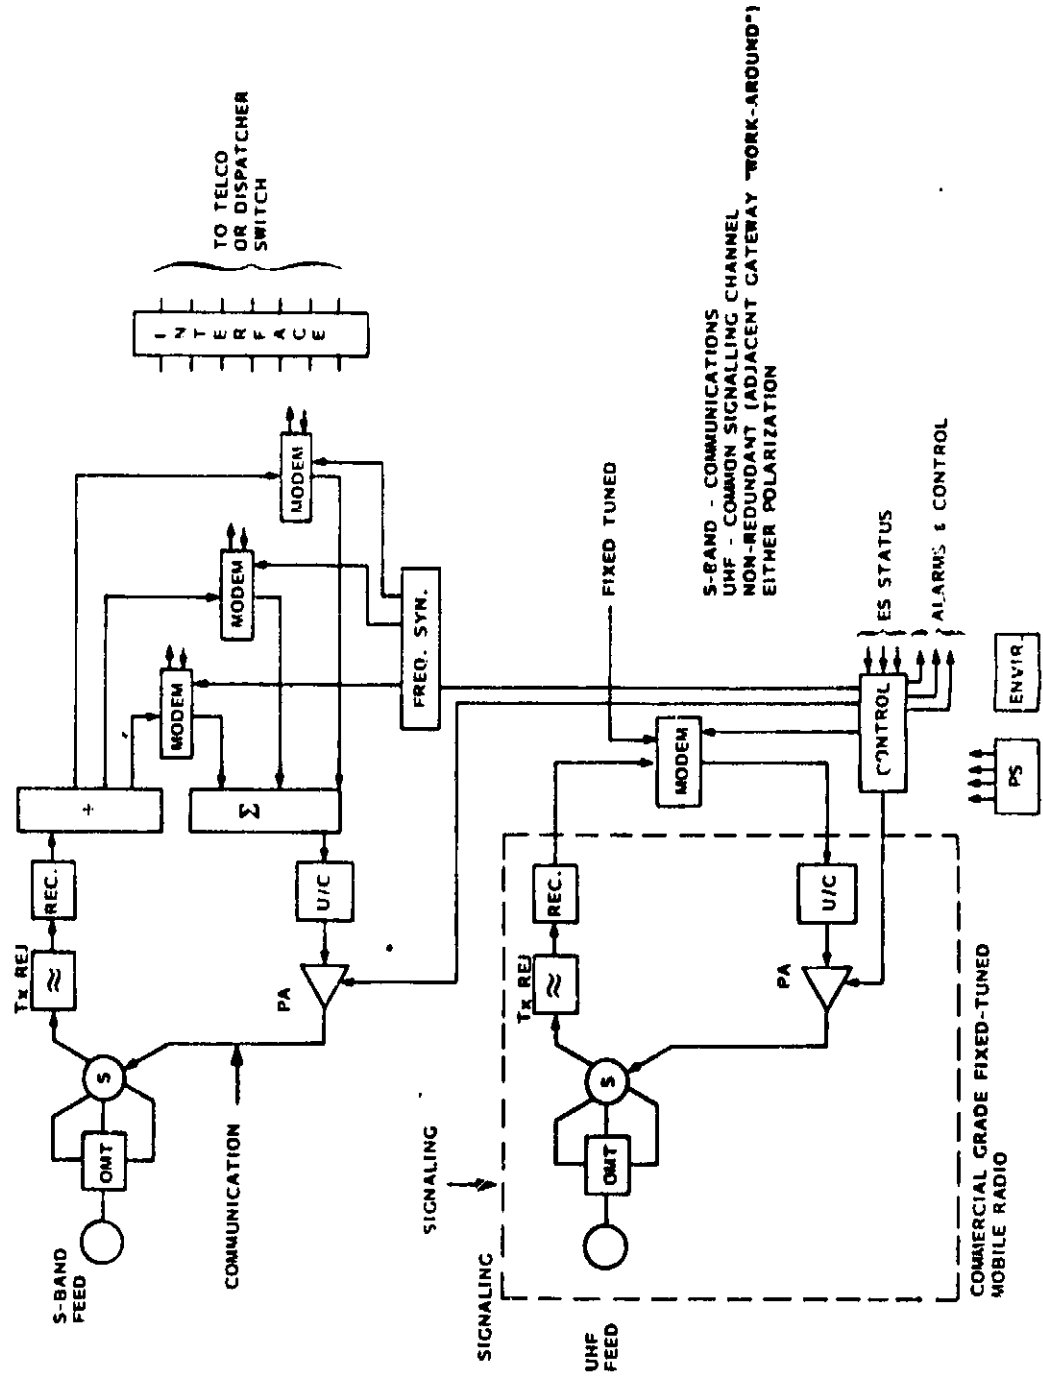 S-BAND
FEED
OMT
S
Tx REJ
≈
REC.
÷
Σ
U/C
PA
COMMUNICATION
MODEM
MODEM
MODEM
FREQ. SYN.
INTERFACE
TO TELCO
OR DISPATCHER
SWITCH
SIGNALING
SIGNALING
UHF
FEED
OMT
S
Tx REJ
≈
REC.
U/C
PA
MODEM
FIXED TUNED
CONTROL
ES STATUS
ALARMS & CONTROL
PS
ENVIR.
COMMERCIAL GRADE FIXED-TUNED
MOBILE RADIO
S-BAND - COMMUNICATIONS
UHF - COMMON SIGNALLING CHANNEL
NON-REDUNDANT (ADJACENT GATEWAY "WORK-AROUND")
EITHER POLARIZATION